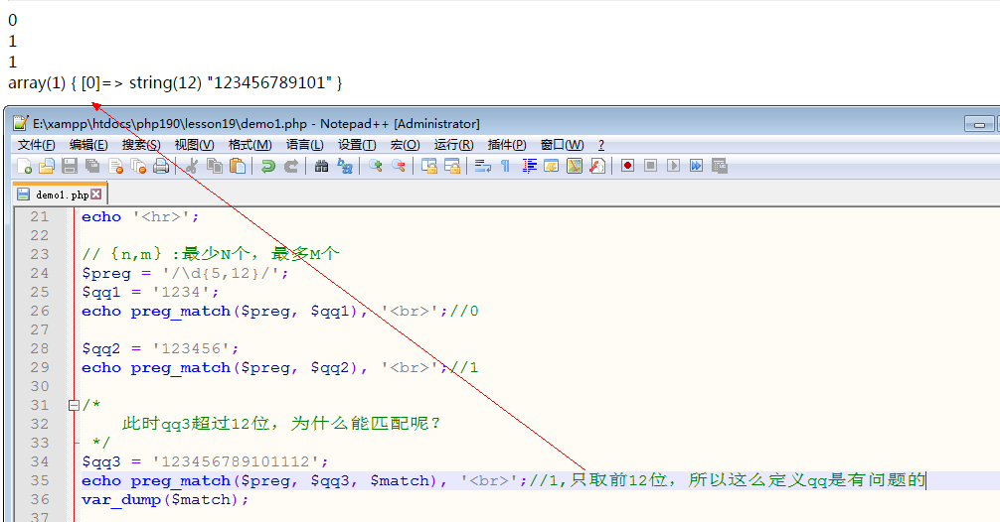 0
1
1
array(1) { [0]=> string(12) "123456789101" }
E:\xampp\htdocs\php190\lesson19\demo1.php - Notepad++ [Administrator]
文件(F) 编辑(E) 搜索(S) 视图(V) 格式(M) 语言(L) 设置(T) 宏(O) 运行(R) 插件(P) 窗口(W) ?
demo1.php
21 echo '<hr>';
22
23 // {n,m} :最少N个，最多M个
24 $preg = '/\d{5,12}/';
25 $qq1 = '1234';
26 echo preg_match($preg, $qq1), '<br>';//0
27
28 $qq2 = '123456';
29 echo preg_match($preg, $qq2), '<br>';//1
30
31 /*
32 此时qq3超过12位，为什么能匹配呢？
33 */
34 $qq3 = '123456789101112';
35 echo preg_match($preg, $qq3, $match), '<br>';//1,只取前12位，所以这么定义qq是有问题的
36 var_dump($match);
37